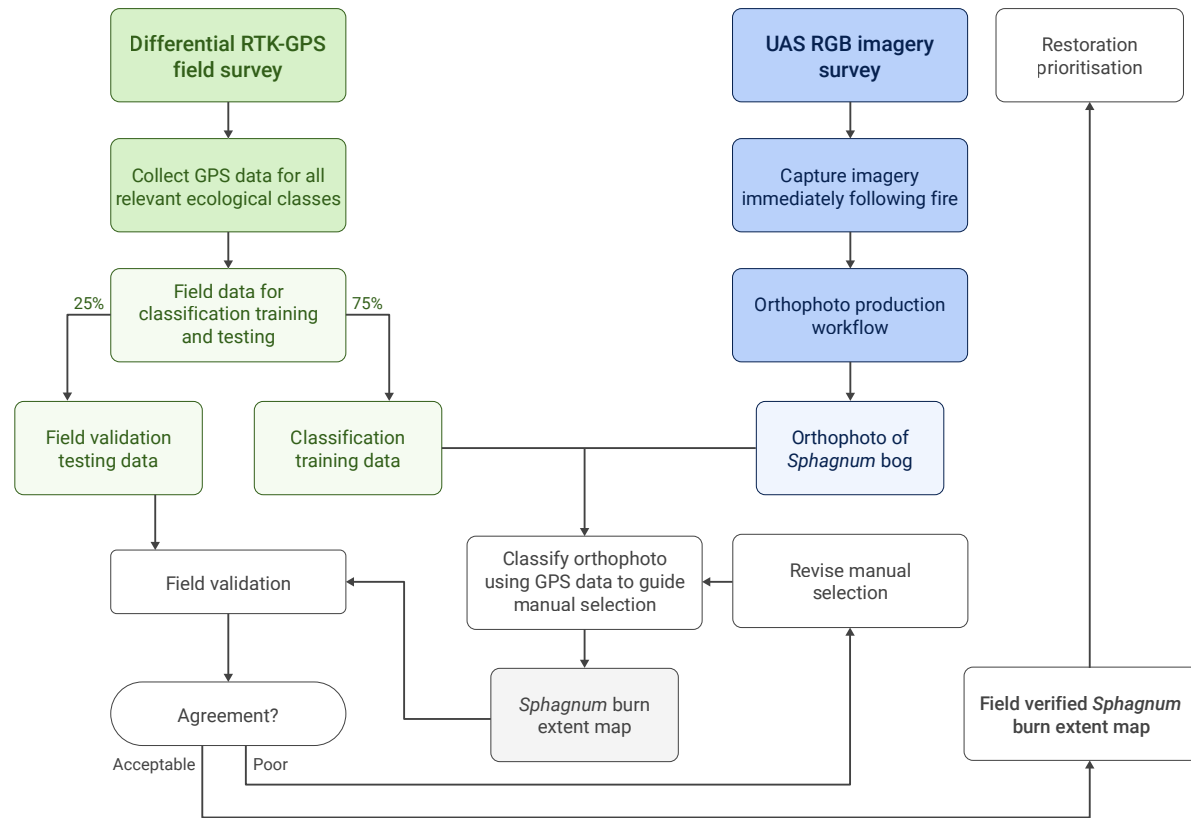 Differential RTK-GPS
field survey
UAS RGB imagery
survey
Restoration
prioritisation
Collect GPS data for all
relevant ecological classes
Capture imagery
immediately following fire
25%
Field data for
classification training
and testing
75%
Orthophoto production
workflow
Field validation
testing data
Classification
training data
Orthophoto of
Sphagnum bog
Field validation
Classify orthophoto
using GPS data to guide
manual selection
Revise manual
selection
Agreement?
Sphagnum burn
extent map
Field verified Sphagnum
burn extent map
Acceptable
Poor